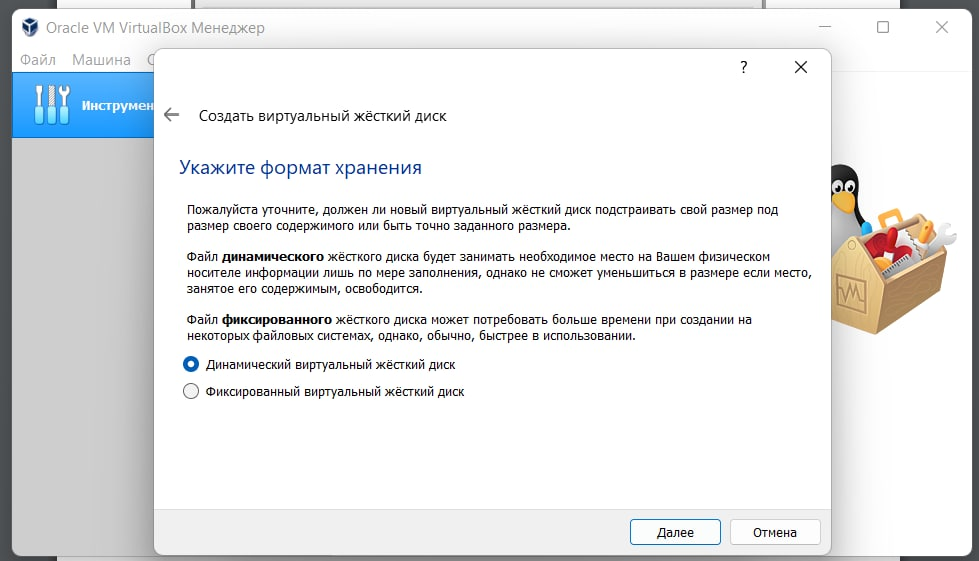 Oracle VM VirtualBox Менеджер
Файл Машина
Инструмен
?
Создать виртуальный жёсткий диск
Укажите формат хранения
Пожалуйста уточните, должен ли новый виртуальный жёсткий диск подстраивать свой размер под
размер своего содержимого или быть точно заданного размера.
Файл динамического жёсткого диска будет занимать необходимое место на Вашем физическом
носителе информации лишь по мере заполнения, однако не сможет уменьшиться в размере если место,
занятое его содержимым, освободится.
Файл фиксированного жёсткого диска может потребовать больше времени при создании на
некоторых файловых системах, однако, обычно, быстрее в использовании.
Динамический виртуальный жёсткий диск
Фиксированный виртуальный жёсткий диск
Далее Отмена